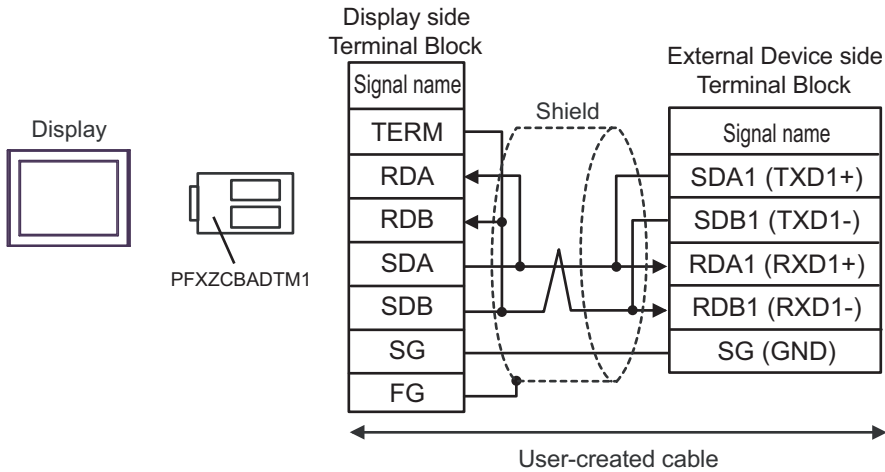 Display
PFXZCBADTM1
Display side
Terminal Block
Signal name
TERM
RDA
RDB
SDA
SDB
SG
FG
Shield
External Device side
Terminal Block
Signal name
SDA1 (TXD1+)
SDB1 (TXD1-)
RDA1 (RXD1+)
RDB1 (RXD1-)
SG (GND)
User-created cable